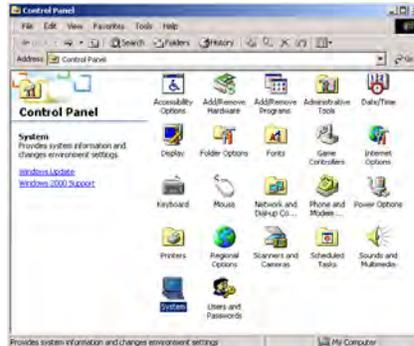 Control Panel
File Edit View Favorites Tools Help
Search Folders History
Address Control Panel Go
Control Panel
System
Provides system information and
changes environment settings
Windows Update
Windows 2000 Support
Accessibility Options
Add/Remove Hardware
Add/Remove Programs
Administrative Tools
Date/Time
Display
Folder Options
Fonts
Game Controllers
Internet Options
Keyboard
Mouse
Network and Dial-up Co...
Phone and Modem ...
Power Options
Printers
Regional Options
Scanners and Cameras
Scheduled Tasks
Sounds and Multimedia
System
Users and Passwords
Provides system information and changes environment settings
My Computer